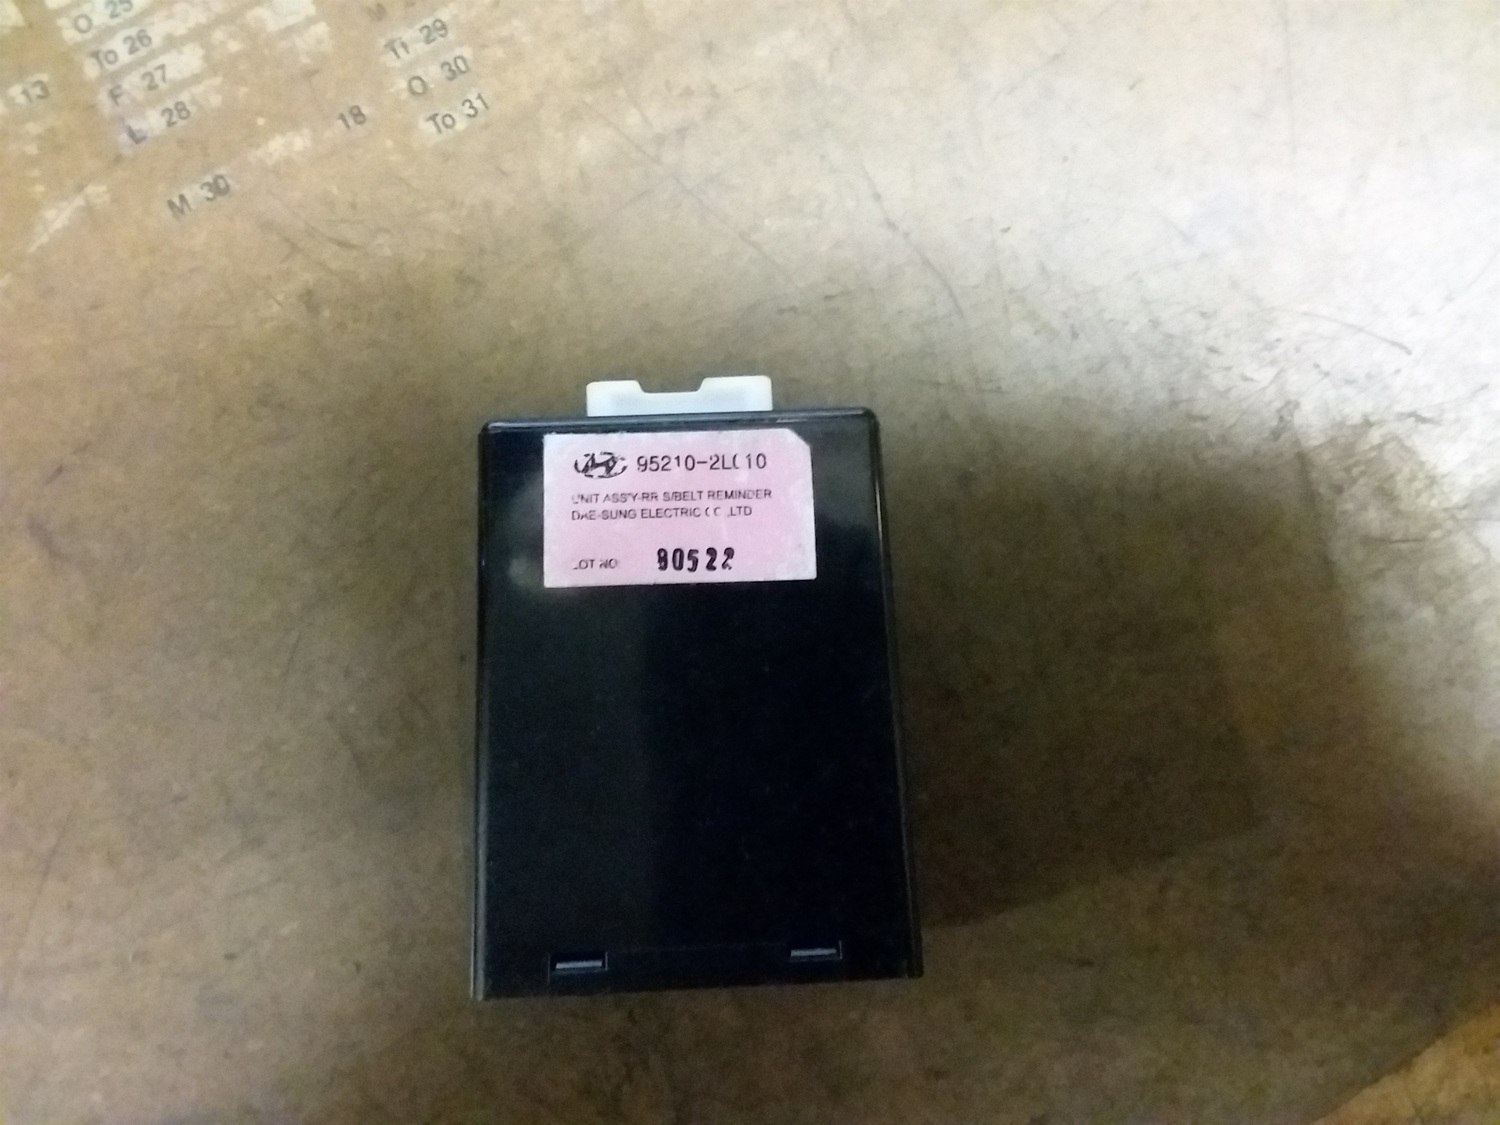 O 25
To 26
F 27
L 28
13
M 30
18
Ti 29
O 30
To 31
95210-2L010
UNIT ASS'Y-RR S/BELT REMINDER
DAE-SUNG ELECTRIC CO.,LTD
LOT NO: 80522